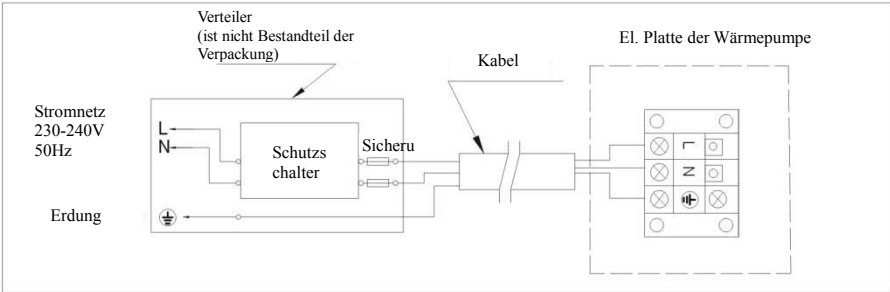 Verteiler
(ist nicht Bestandteil der
Verpackung)
El. Platte der Wärmepumpe
Kabel
Stromnetz
230-240V
50Hz
L
N
Schutzs
chalter
Sicheru
Erdung
L
N